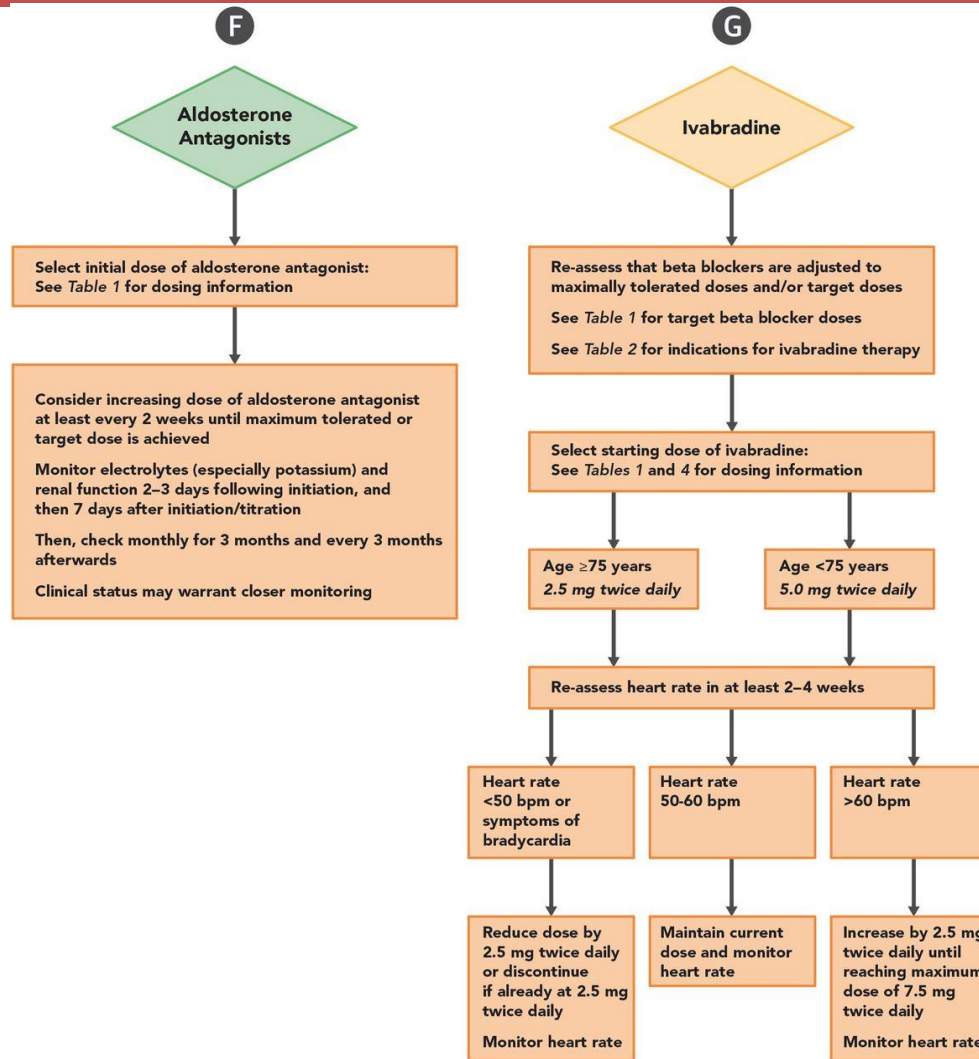 F
Aldosterone
Antagonists
Select initial dose of aldosterone antagonist:
See Table 1 for dosing information
Consider increasing dose of aldosterone antagonist
at least every 2 weeks until maximum tolerated or
target dose is achieved
Monitor electrolytes (especially potassium) and
renal function 2–3 days following initiation, and
then 7 days after initiation/titration
Then, check monthly for 3 months and every 3 months
afterwards
Clinical status may warrant closer monitoring
G
Ivabradine
Re-assess that beta blockers are adjusted to
maximally tolerated doses and/or target doses
See Table 1 for target beta blocker doses
See Table 2 for indications for ivabradine therapy
Select starting dose of ivabradine:
See Tables 1 and 4 for dosing information
Age ≥75 years
2.5 mg twice daily
Age <75 years
5.0 mg twice daily
Re-assess heart rate in at least 2–4 weeks
Heart rate
<50 bpm or
symptoms of
bradycardia
Heart rate
50-60 bpm
Heart rate
>60 bpm
Reduce dose by
2.5 mg twice daily
or discontinue
if already at 2.5 mg
twice daily
Monitor heart rate
Maintain current
dose and monitor
heart rate
Increase by 2.5 mg
twice daily until
reaching maximum
dose of 7.5 mg
twice daily
Monitor heart rate